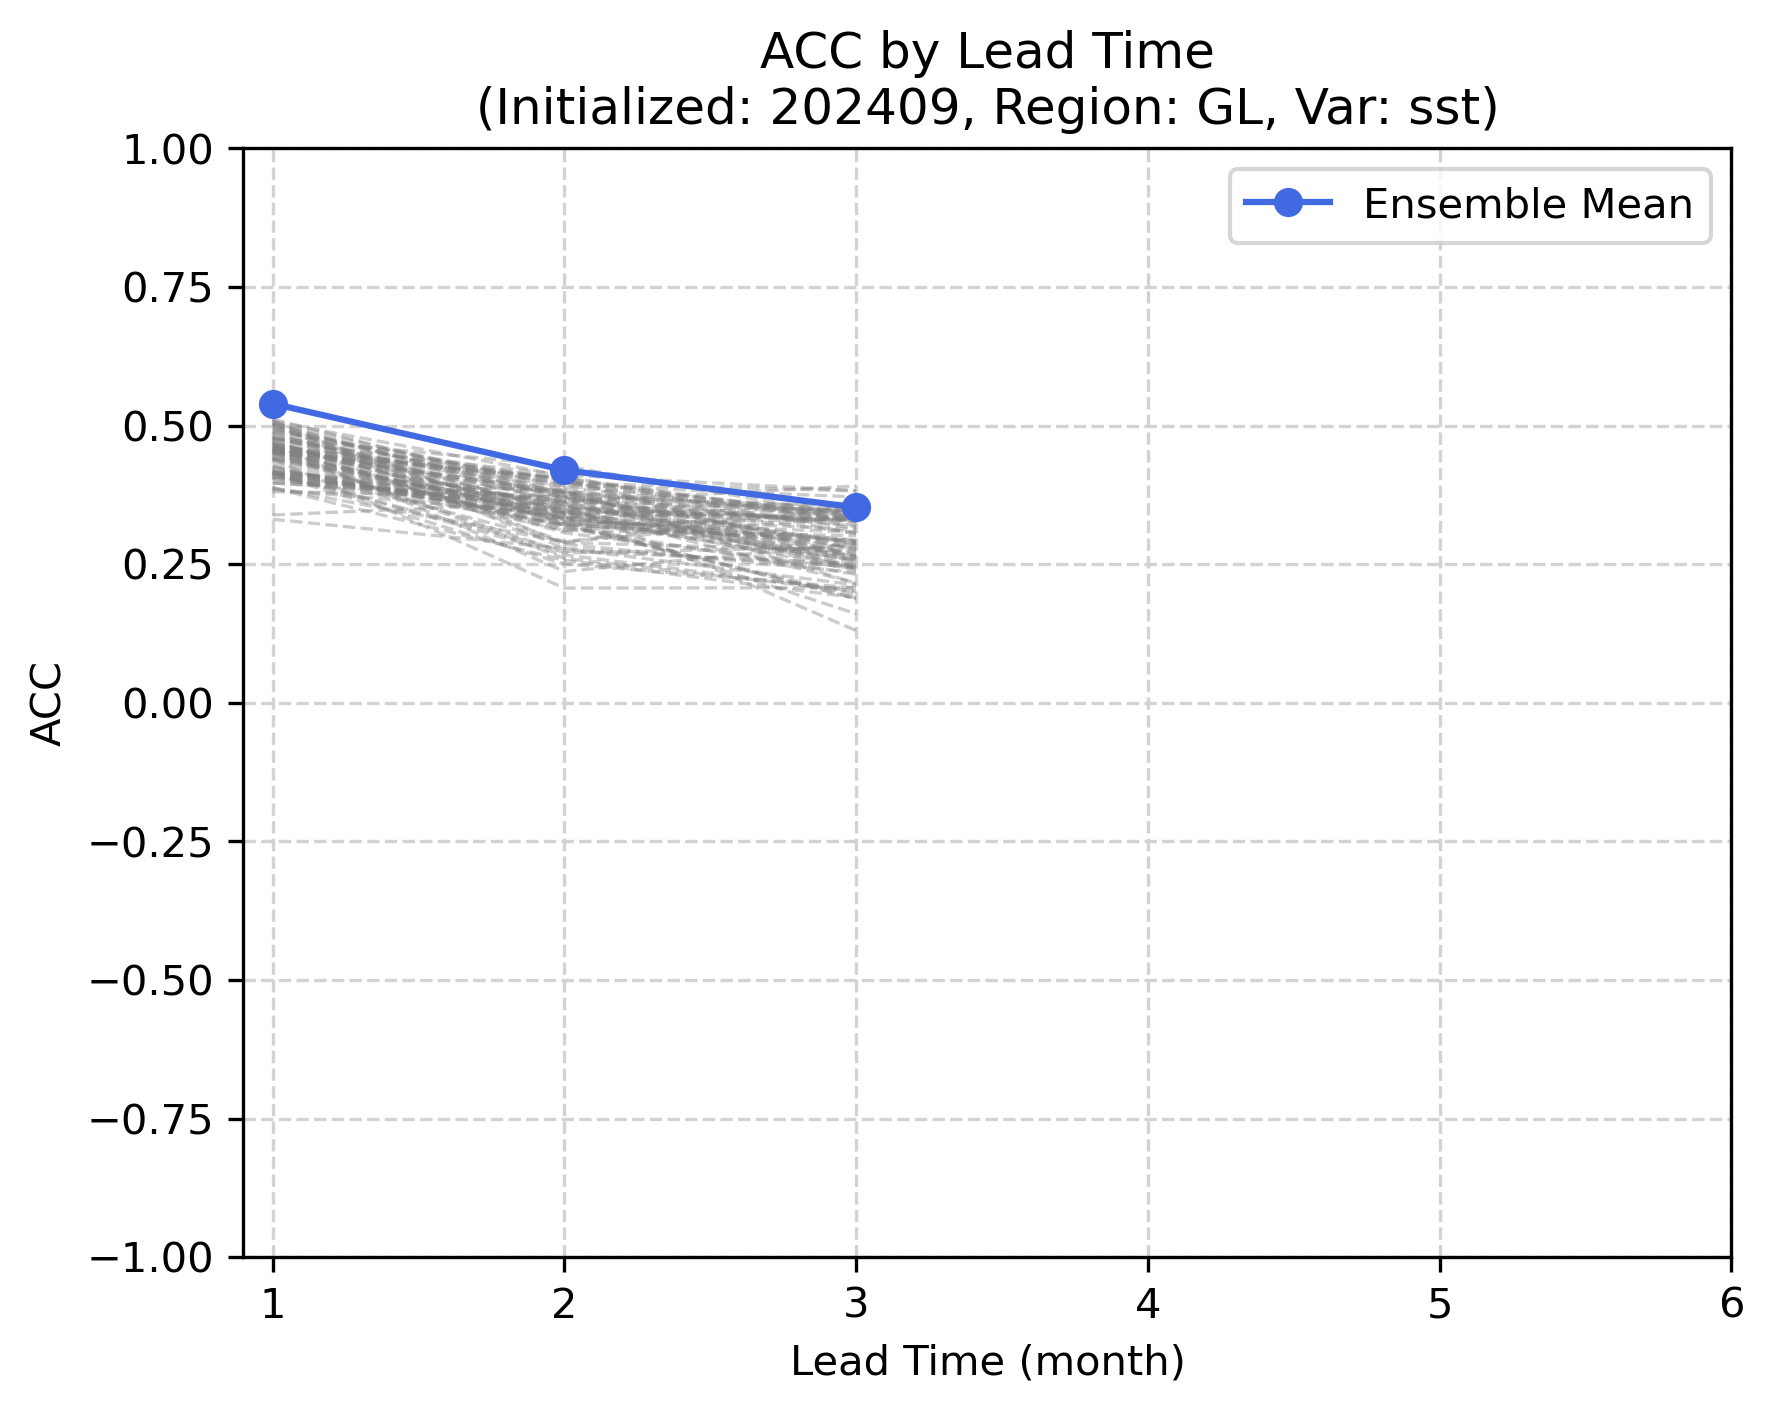 ACC by Lead Time
(Initialized: 202409, Region: GL, Var: sst)
Ensemble Mean
ACC
1.00
0.75
0.50
0.25
0.00
−0.25
−0.50
−0.75
−1.00
1 2 3 4 5 6
Lead Time (month)